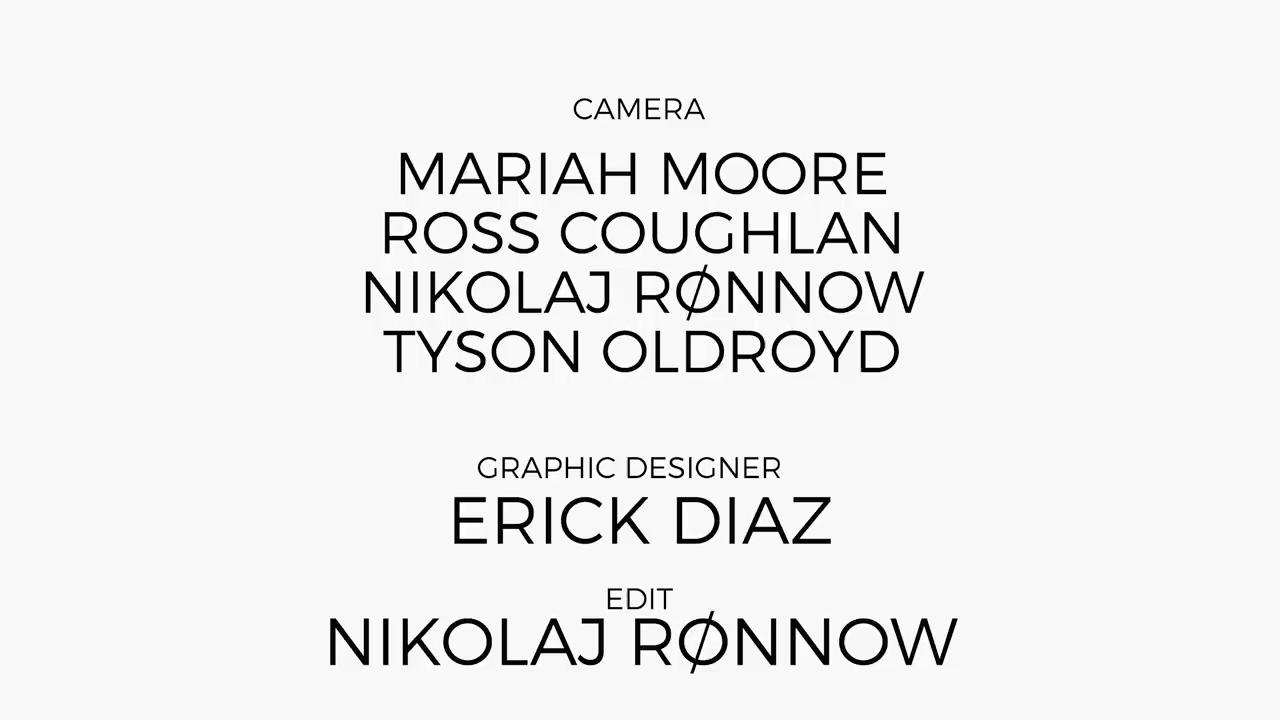 CAMERA
MARIAH MOORE
ROSS COUGHLAN
NIKOLAJ RØNNOW
TYSON OLDROYD
GRAPHIC DESIGNER
ERICK DIAZ
EDIT
NIKOLAJ RØNNOW